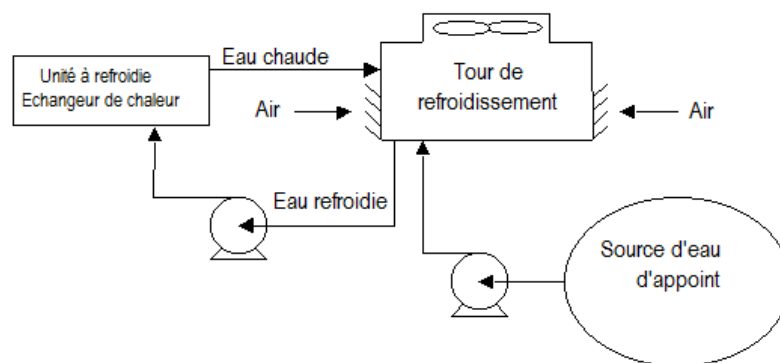 Eau chaude
Unité à refroidie
Echangeur de chaleur
Tour de
refroidissement
Air
Air
Eau refroidie
Source d'eau
d'appoint